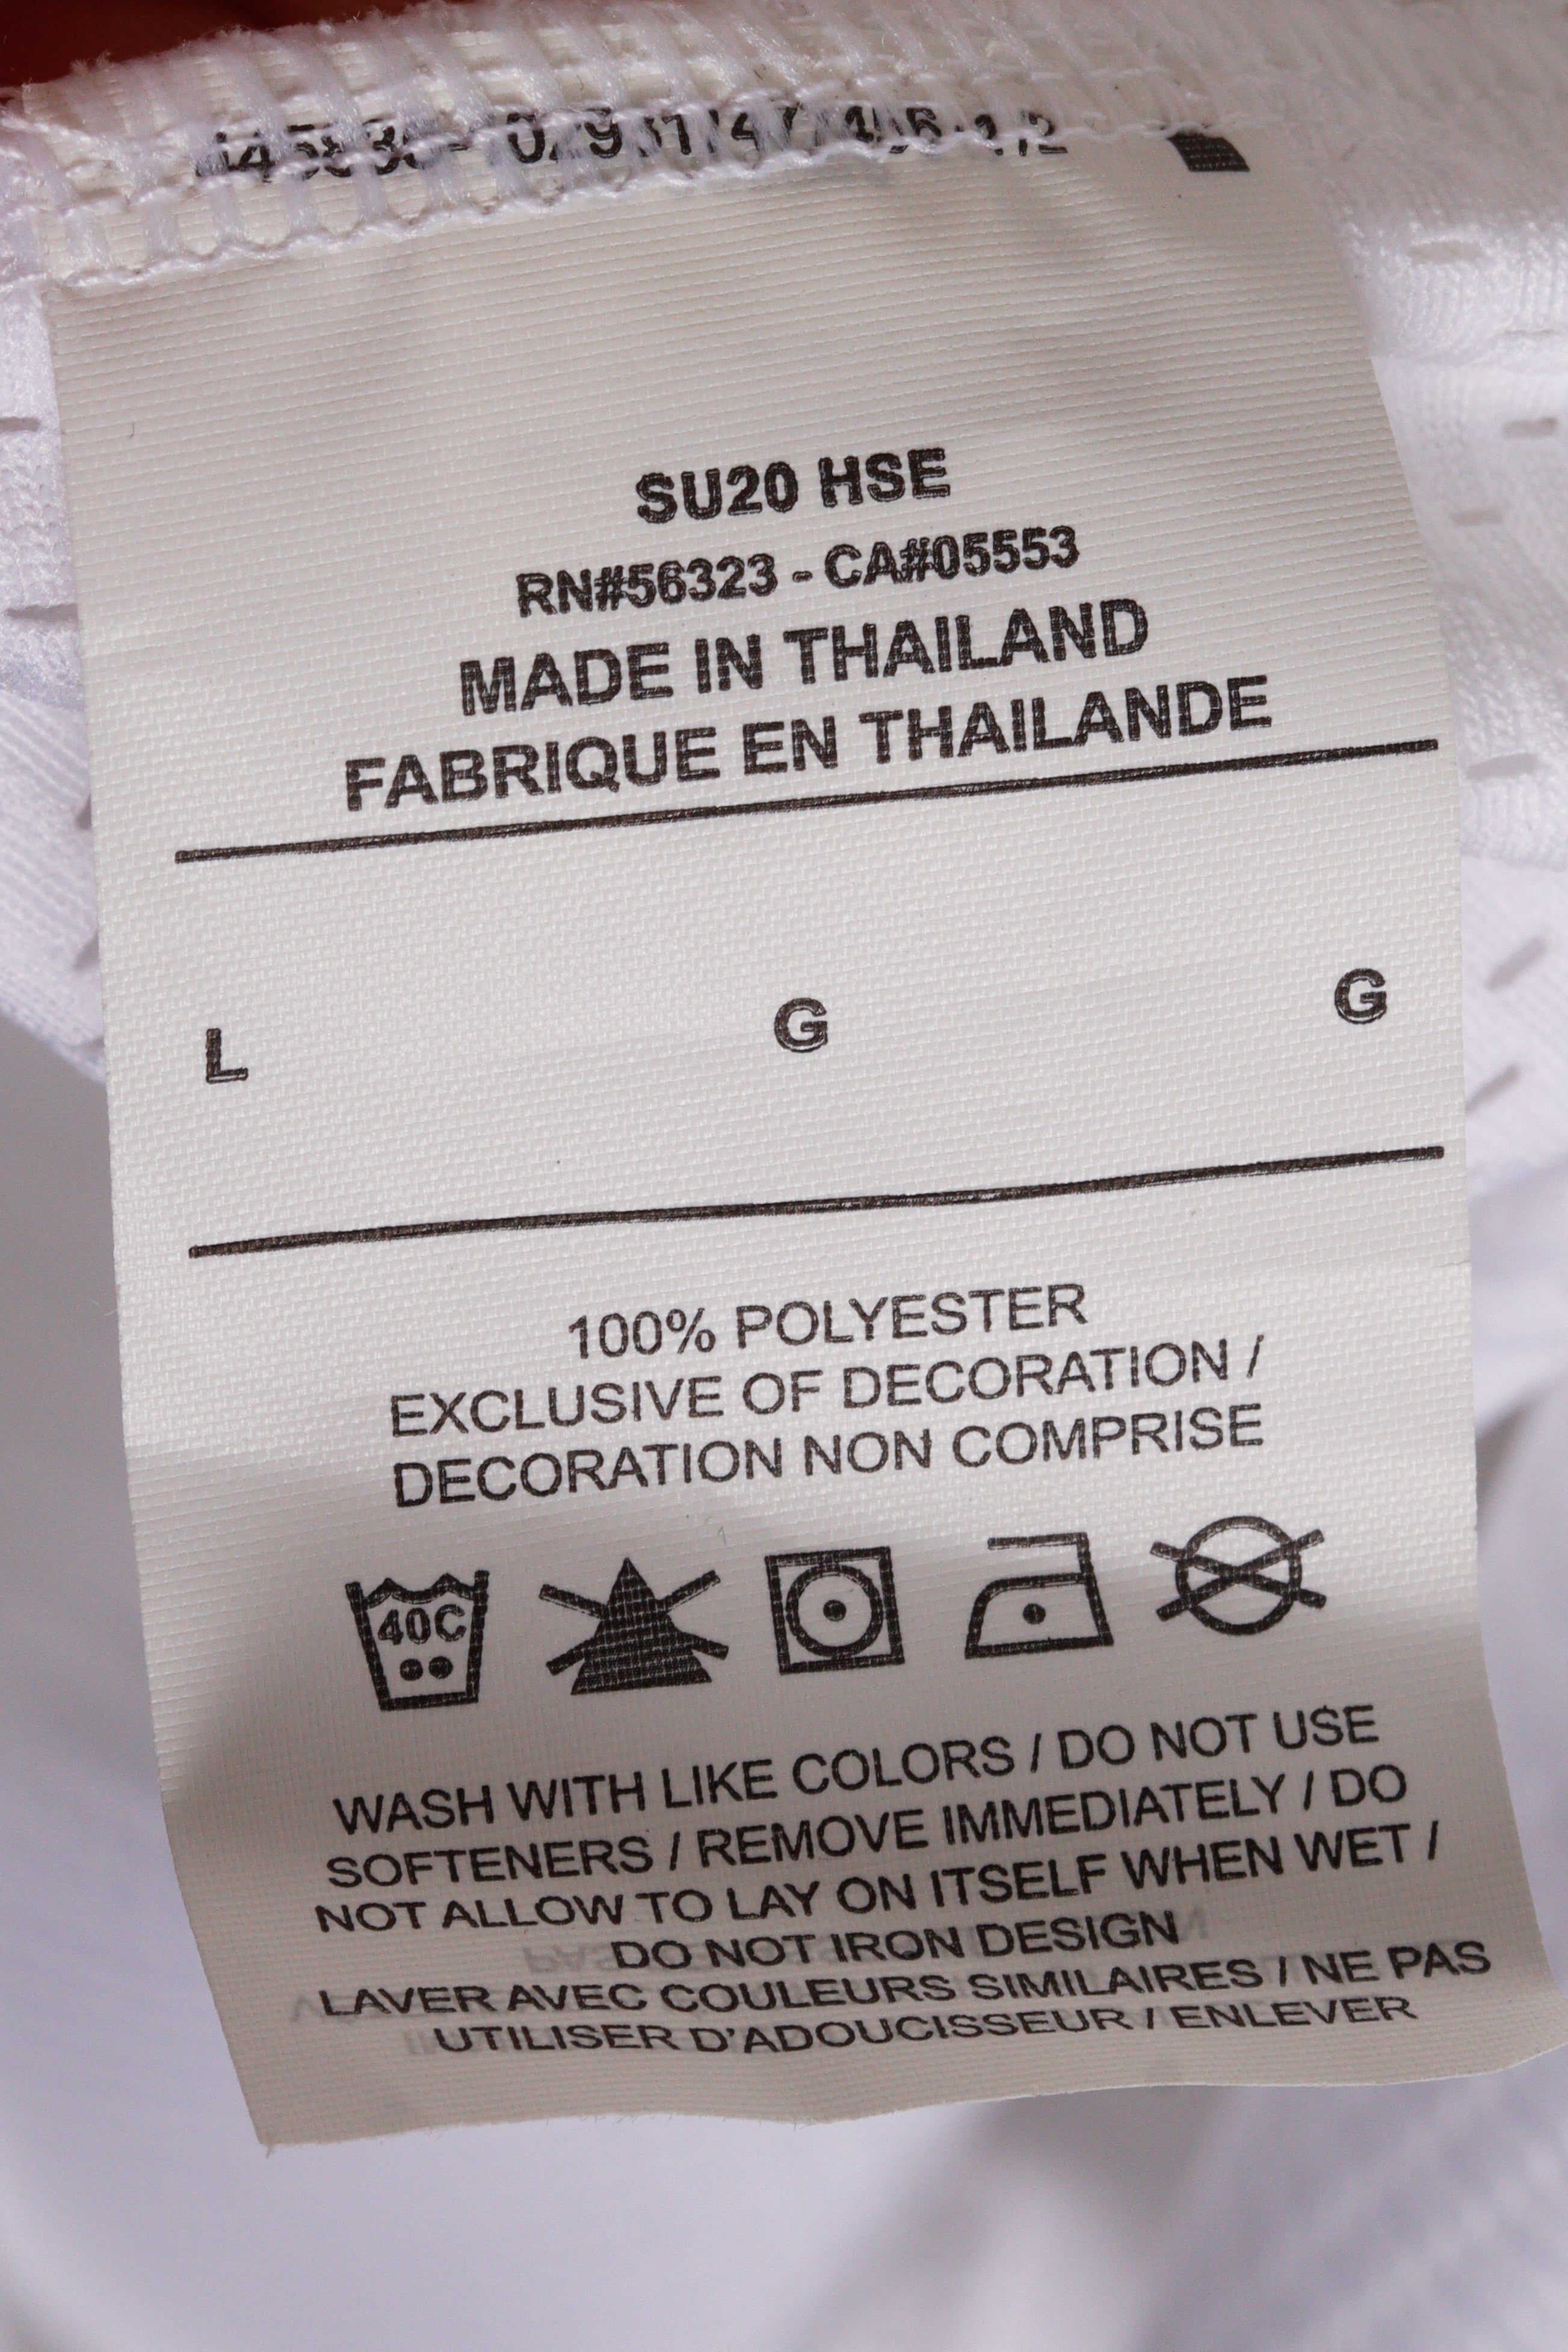 SU20 HSE
RN#56323 - CA#05553
MADE IN THAILAND
FABRIQUE EN THAILANDE
L G G
100% POLYESTER
EXCLUSIVE OF DECORATION /
DECORATION NON COMPRISE
40C
WASH WITH LIKE COLORS / DO NOT USE
SOFTENERS / REMOVE IMMEDIATELY / DO
NOT ALLOW TO LAY ON ITSELF WHEN WET /
DO NOT IRON DESIGN
LAVER AVEC COULEURS SIMILAIRES / NE PAS
UTILISER D'ADOUCISSEUR / ENLEVER